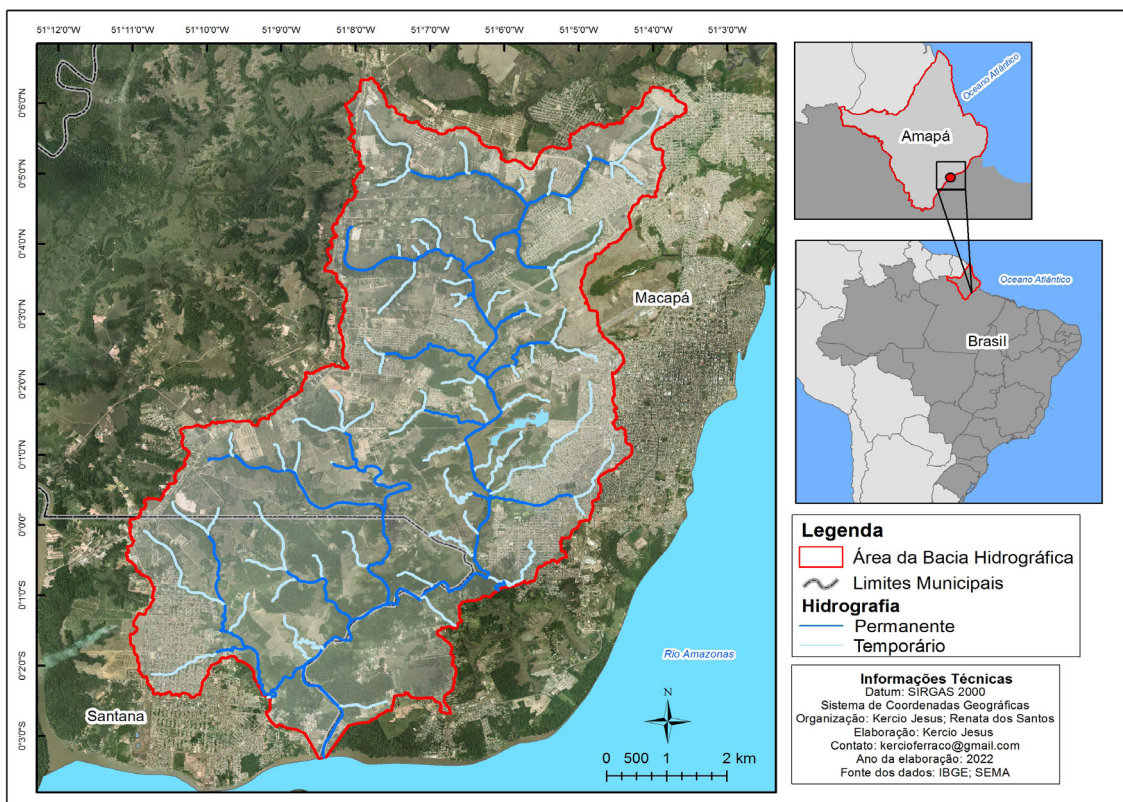 51°12'0"W 51°11'0"W 51°10'0"W 51°9'0"W 51°8'0"W 51°7'0"W 51°6'0"W 51°5'0"W 51°4'0"W 51°3'0"W
0°6'0"N
0°5'0"N
0°4'0"N
0°3'0"N
0°2'0"N
0°1'0"N
0°0'0"
0°1'0"S
0°2'0"S
0°3'0"S
Macapá
Santana
Rio Amazonas
N
0 500 1 2 km
Oceano Atlântico
Amapá
Oceano Atlântico
Brasil
Legenda
Área da Bacia Hidrográfica
Limites Municipais
Hidrografia
Permanente
Temporário
Informações Técnicas
Datum: SIRGAS 2000
Sistema de Coordenadas Geográficas
Organização: Kercio Jesus; Renata dos Santos
Elaboração: Kercio Jesus
Contato: kercioferraco@gmail.com
Ano da elaboração: 2022
Fonte dos dados: IBGE; SEMA